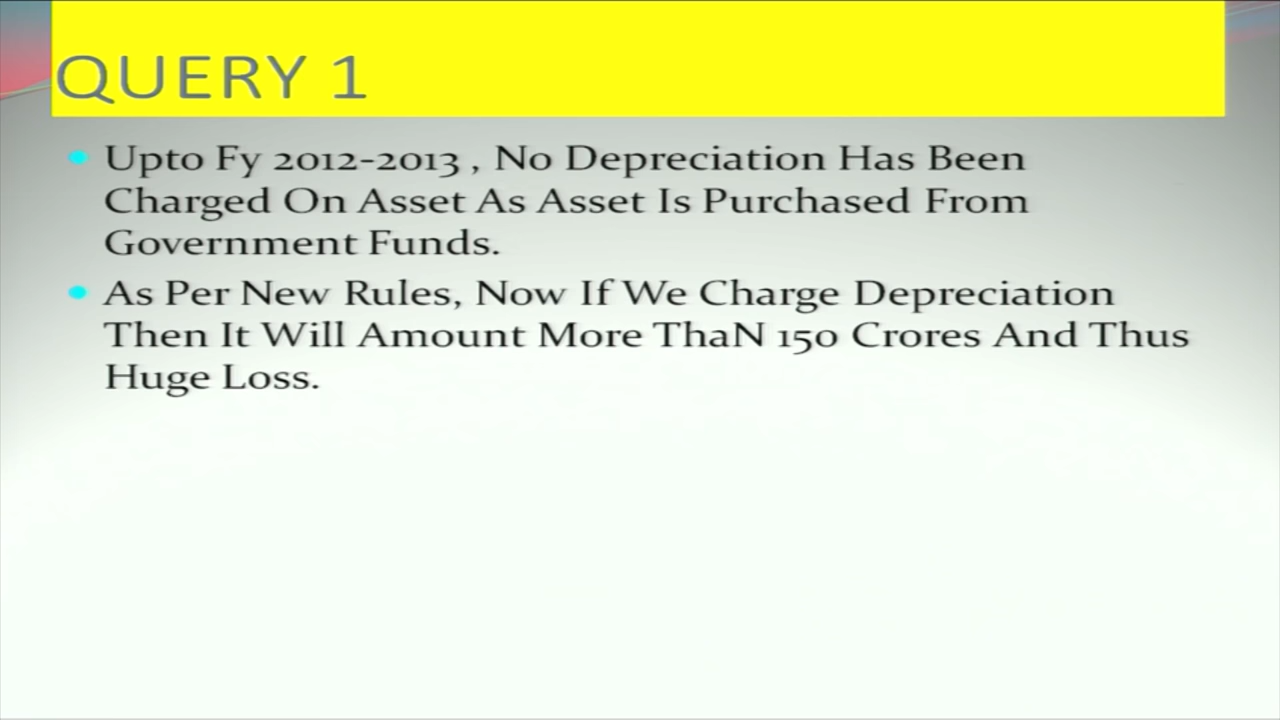 QUERY 1
Upto Fy 2012-2013 , No Depreciation Has Been
Charged On Asset As Asset Is Purchased From
Government Funds.
As Per New Rules, Now If We Charge Depreciation
Then It Will Amount More ThaN 150 Crores And Thus
Huge Loss.